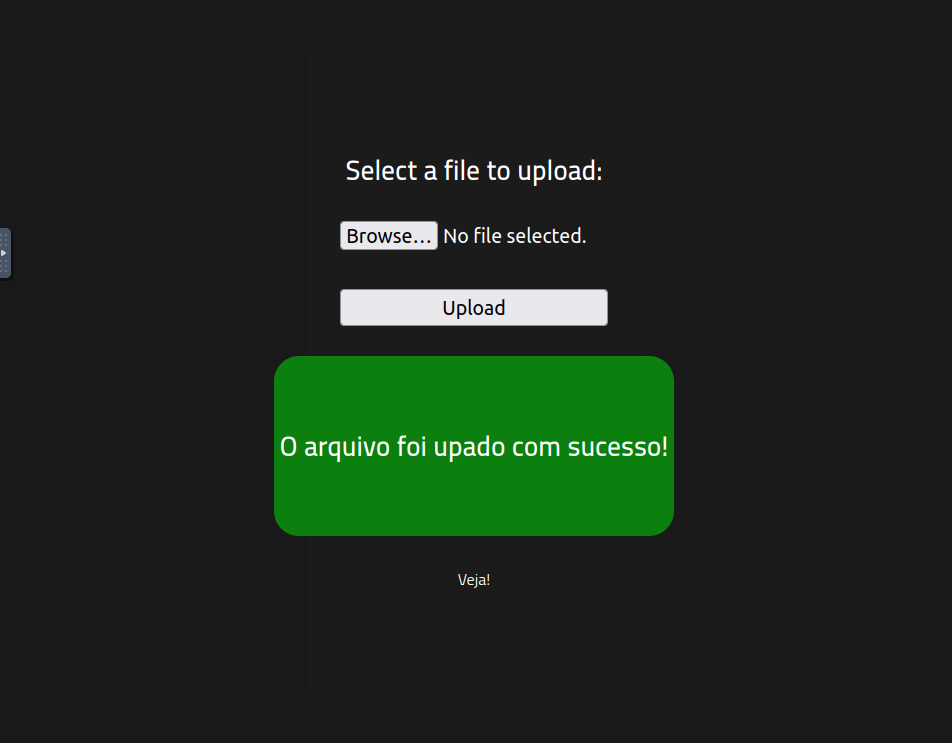 Select a file to upload:
Browse... No file selected.
Upload
O arquivo foi upado com sucesso!
Veja!